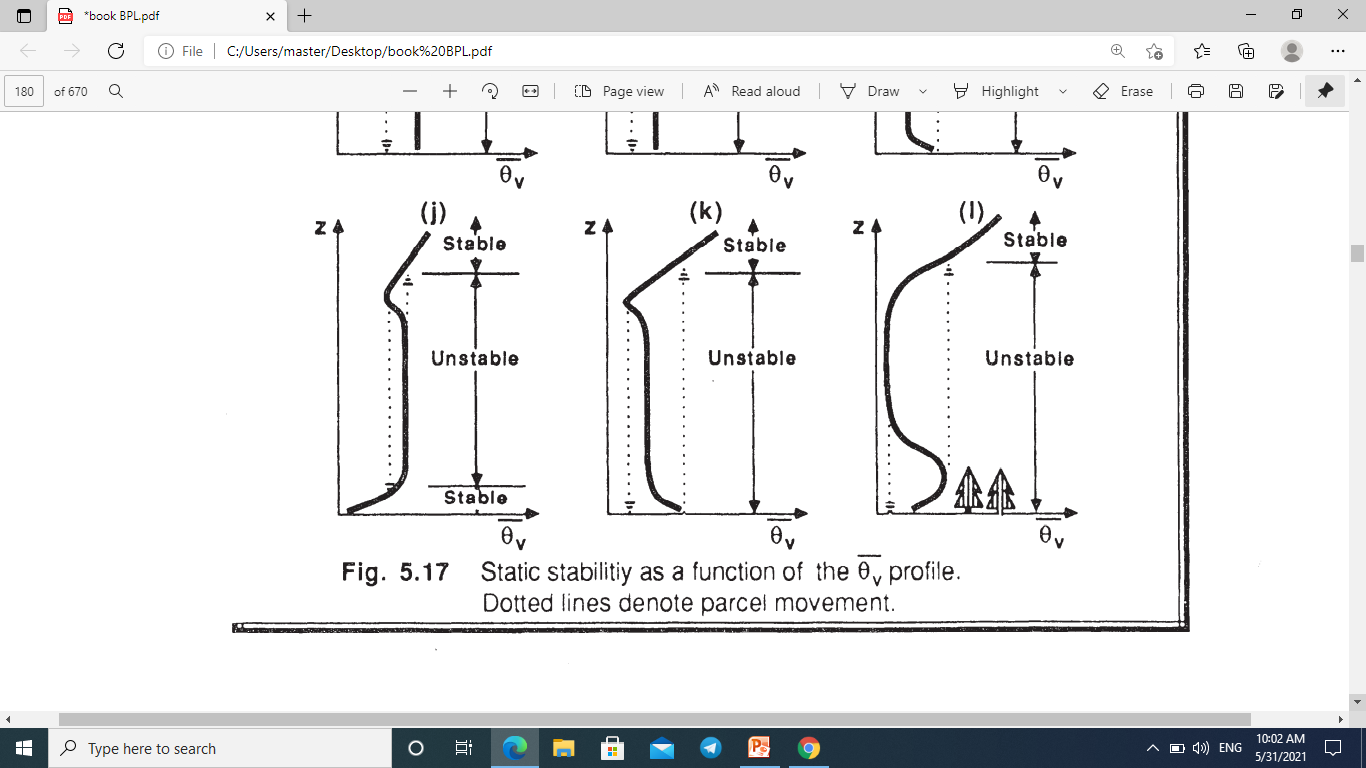 *book BPL.pdf
File C:/Users/master/Desktop/book%20BPL.pdf
180 of 670 Page view Read aloud Draw Highlight Erase
θv θv θv
(j) (k) (l)
z z z
Stable Stable Stable
Unstable Unstable Unstable
Stable
θv θv θv
Fig. 5.17 Static stabilitiy as a function of the θv profile.
Dotted lines denote parcel movement.
Type here to search
ENG
10:02 AM
5/31/2021